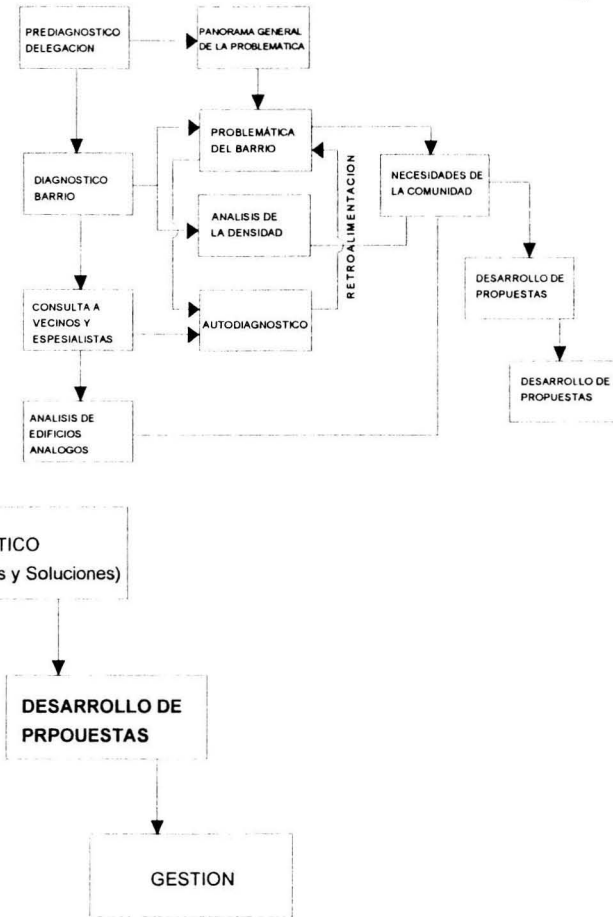 PREDIAGNOSTICO
DELEGACION
PANORAMA GENERAL
DE LA PROBLEMATICA
PROBLEMÁTICA
DEL BARRIO
DIAGNOSTICO
BARRIO
NECESIDADES DE
LA COMUNIDAD
ANALISIS DE
LA DENSIDAD
RETROALIMENTACION
CONSULTA A
VECINOS Y
ESPESIALISTAS
AUTODIAGNOSTICO
DESARROLLO DE
PROPUESTAS
DESARROLLO DE
PROPUESTAS
ANALISIS DE
EDIFICIOS
ANALOGOS
TICO
s y Soluciones)
DESARROLLO DE
PRPOUESTAS
GESTION